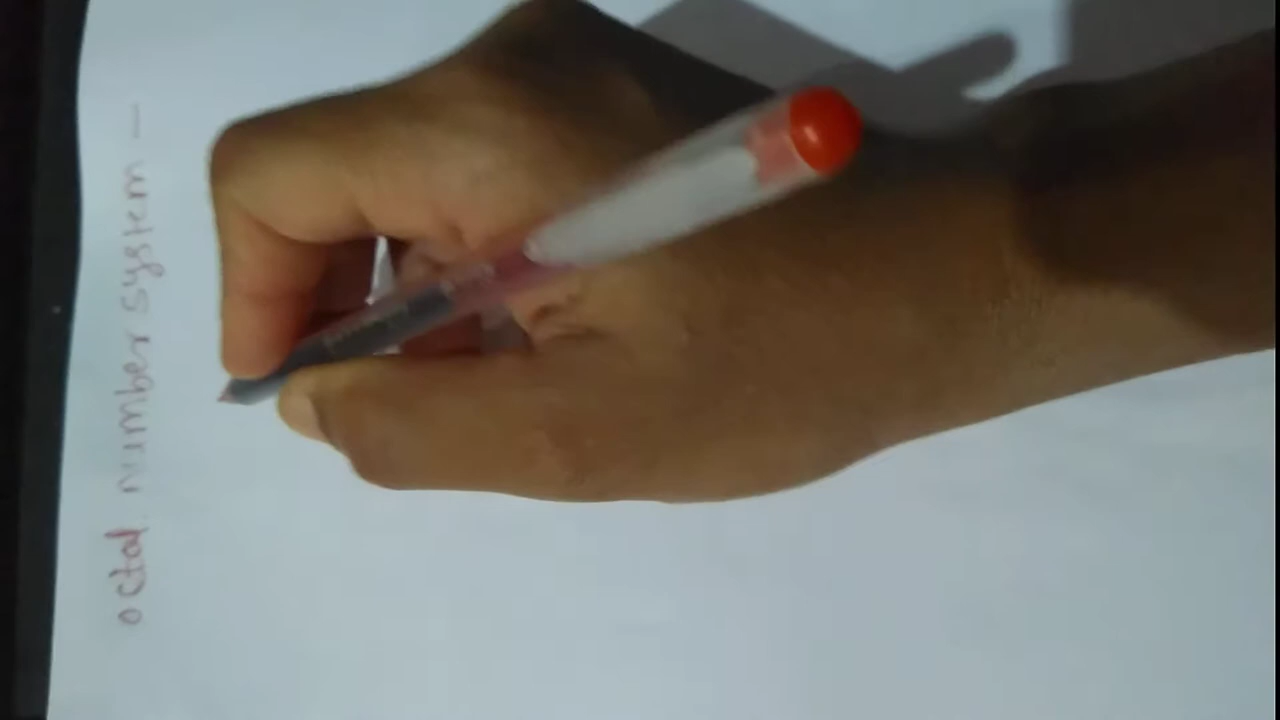 octal number system —